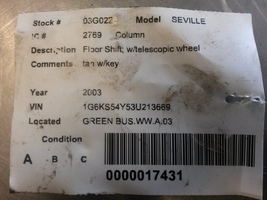 Stock # 03G022 Model SEVILLE
IC # 2769 Column
Description Floor Shift; w/telescopic wheel
Comments tan w/key
Year 2003
VIN 1G6KS54Y53U213669
Located GREEN BUS.WW.A.03
Condition
A B C
0000017431